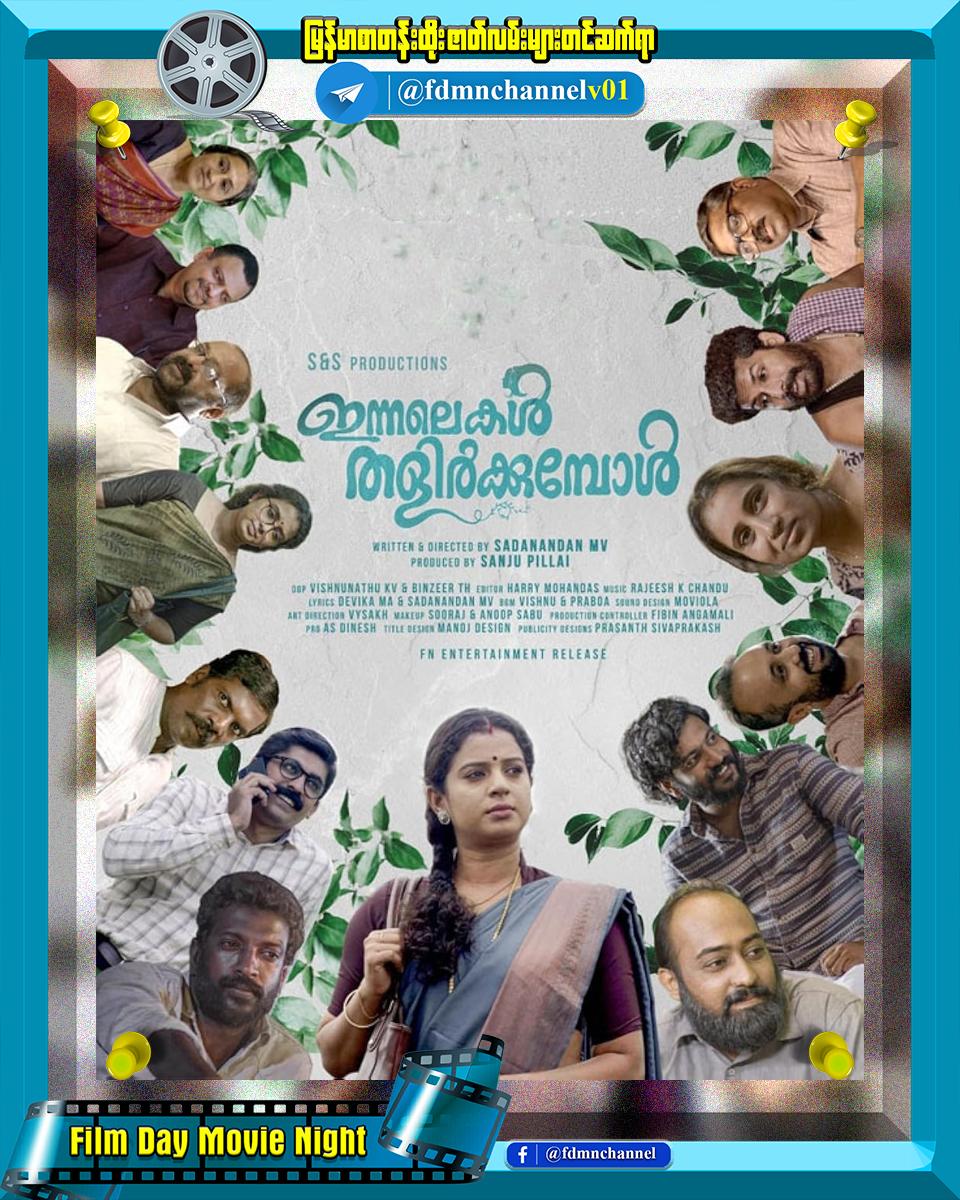 မြန်မာစာတန်းထိုးဇာတ်လမ်းများတင်ဆက်ရာ
@fdmnchannelv01
S&S PRODUCTIONS
ഇന്നലെകൾ
തളിർക്കുമ്പോൾ
WRITTEN & DIRECTED BY SADANANDAN MV
PRODUCED BY SANJU PILLAI
DOP VISHNUNATHU KV & BINZEER TH EDITOR HARRY MOHANDAS MUSIC RAJEESH K CHANDU
LYRICS DEVIKA MA & SADANANDAN MV BGM VISHNU & PRABOA SOUND DESIGN MOVIOLA
ART DIRECTION VYSAKH MAKEUP SOORAJ & ANOOP SABU PRODUCTION CONTROLLER FIBIN ANGAMALI
PRO AS DINESH TITLE DESIGN MANOJ DESIGN PUBLICITY DESIGNS PRASANTH SIVAPRAKASH
FN ENTERTAINMENT RELEASE
Film Day Movie Night
f @fdmnchannel